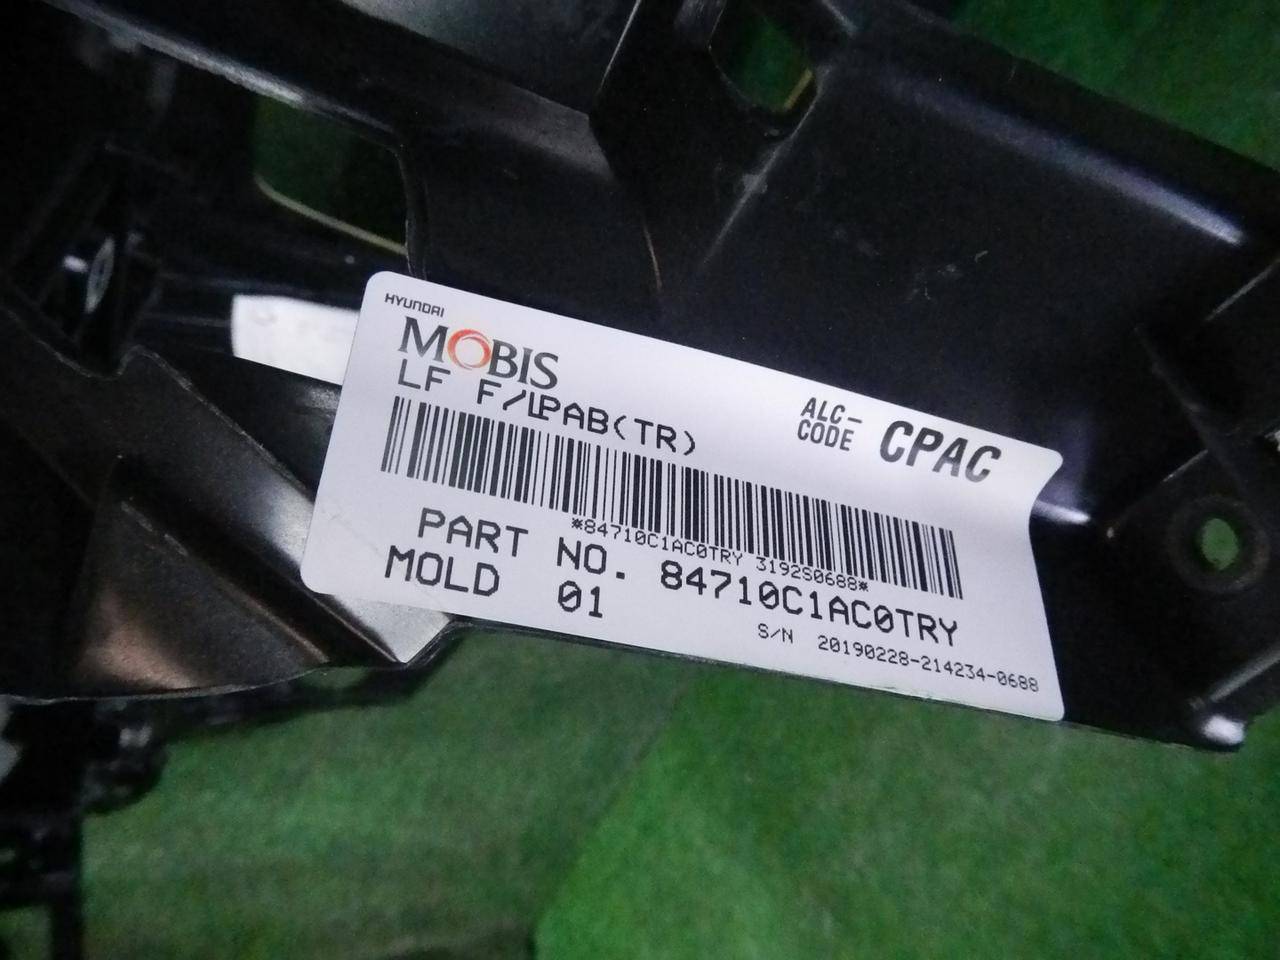 HYUNDAI
MOBIS
LF F/LPAB(TR)
ALC-
CODE CPAC
*84710C1AC0TRY 3192S0688*
PART NO. 84710C1AC0TRY
MOLD 01
S/N 20190228-214234-0688